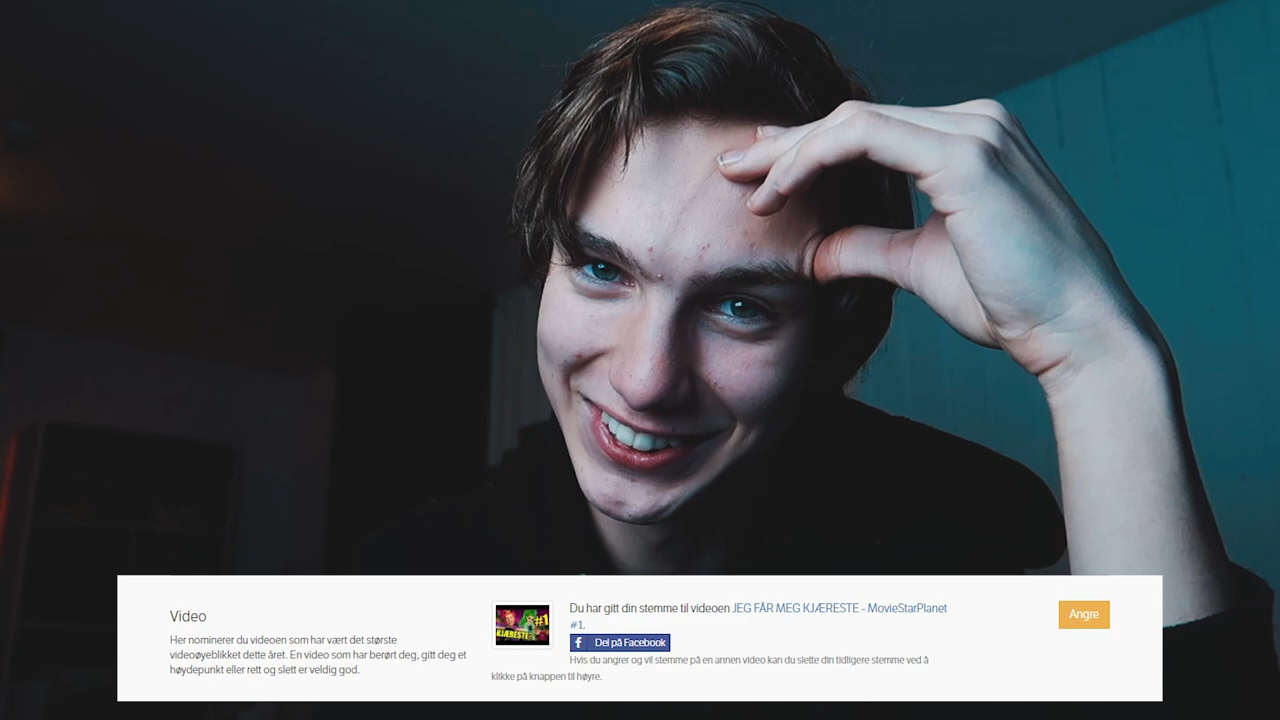 Video
Her nominerer du videoen som har vært det største
videoøyeblikket dette året. En video som har berørt deg, gitt deg et
høydepunkt eller rett og slett er veldig god.
#1
KJÆRESTE
Du har gitt din stemme til videoen JEG FÅR MEG KJÆRESTE - MovieStarPlanet
#1.
f Del på Facebook
Hvis du angrer og vil stemme på en annen video kan du slette din tidligere stemme ved å
klikke på knappen til høyre.
Angre